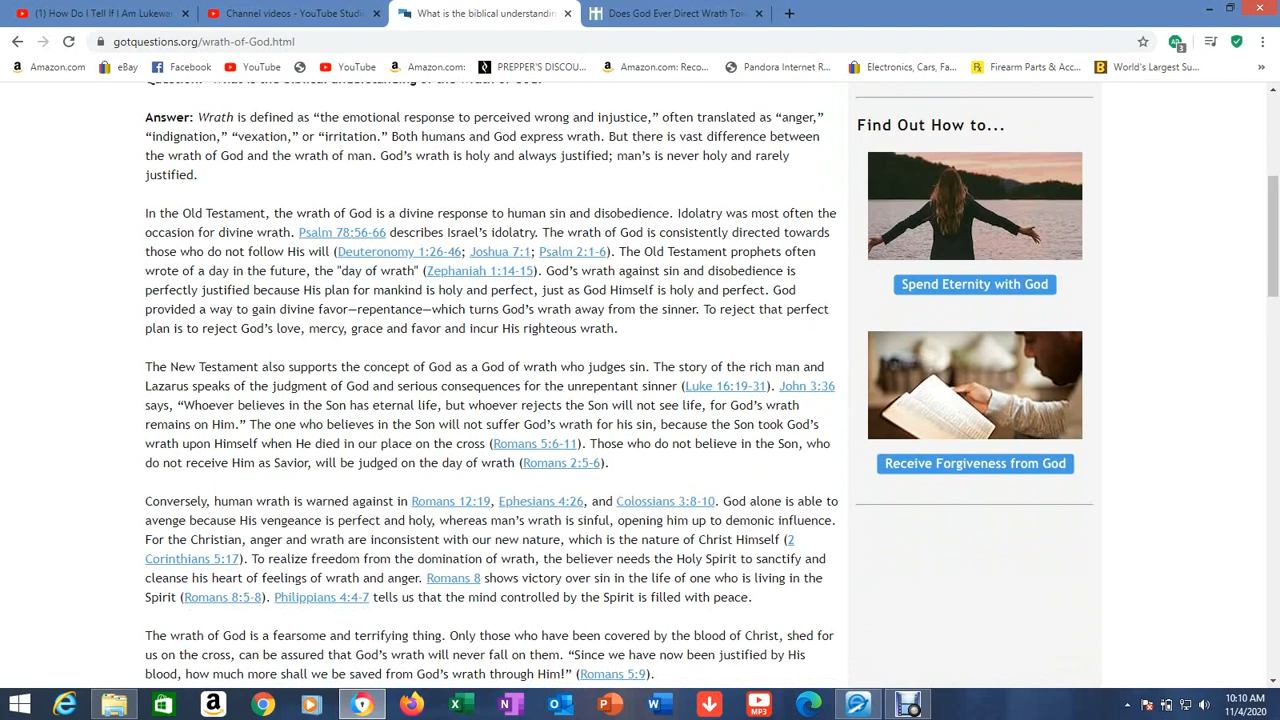 (1) How Do I Tell If I Am Lukewar
Channel videos - YouTube Studi
What is the biblical understandin
Does God Ever Direct Wrath Tow
gotquestions.org/wrath-of-God.html
3
Amazon.com
eBay
Facebook
YouTube
YouTube
Amazon.com:
PREPPER'S DISCOU...
Amazon.com: Reco...
Pandora Internet R...
Electronics, Cars, Fa...
Firearm Parts & Acc...
World's Largest Su...
Answer: Wrath is defined as “the emotional response to perceived wrong and injustice,” often translated as “anger,”
“indignation,” “vexation,” or “irritation.” Both humans and God express wrath. But there is vast difference between
the wrath of God and the wrath of man. God’s wrath is holy and always justified; man’s is never holy and rarely
justified.
In the Old Testament, the wrath of God is a divine response to human sin and disobedience. Idolatry was most often the
occasion for divine wrath. Psalm 78:56-66 describes Israel’s idolatry. The wrath of God is consistently directed towards
those who do not follow His will (Deuteronomy 1:26-46; Joshua 7:1; Psalm 2:1-6). The Old Testament prophets often
wrote of a day in the future, the "day of wrath" (Zephaniah 1:14-15). God’s wrath against sin and disobedience is
perfectly justified because His plan for mankind is holy and perfect, just as God Himself is holy and perfect. God
provided a way to gain divine favor—repentance—which turns God’s wrath away from the sinner. To reject that perfect
plan is to reject God’s love, mercy, grace and favor and incur His righteous wrath.
The New Testament also supports the concept of God as a God of wrath who judges sin. The story of the rich man and
Lazarus speaks of the judgment of God and serious consequences for the unrepentant sinner (Luke 16:19-31). John 3:36
says, “Whoever believes in the Son has eternal life, but whoever rejects the Son will not see life, for God’s wrath
remains on Him.” The one who believes in the Son will not suffer God’s wrath for his sin, because the Son took God’s
wrath upon Himself when He died in our place on the cross (Romans 5:6-11). Those who do not believe in the Son, who
do not receive Him as Savior, will be judged on the day of wrath (Romans 2:5-6).
Conversely, human wrath is warned against in Romans 12:19, Ephesians 4:26, and Colossians 3:8-10. God alone is able to
avenge because His vengeance is perfect and holy, whereas man’s wrath is sinful, opening him up to demonic influence.
For the Christian, anger and wrath are inconsistent with our new nature, which is the nature of Christ Himself (2
Corinthians 5:17). To realize freedom from the domination of wrath, the believer needs the Holy Spirit to sanctify and
cleanse his heart of feelings of wrath and anger. Romans 8 shows victory over sin in the life of one who is living in the
Spirit (Romans 8:5-8). Philippians 4:4-7 tells us that the mind controlled by the Spirit is filled with peace.
The wrath of God is a fearsome and terrifying thing. Only those who have been covered by the blood of Christ, shed for
us on the cross, can be assured that God’s wrath will never fall on them. “Since we have now been justified by His
blood, how much more shall we be saved from God’s wrath through Him!” (Romans 5:9).
Find Out How to...
Spend Eternity with God
Receive Forgiveness from God
MP3
10:10 AM
11/4/2020